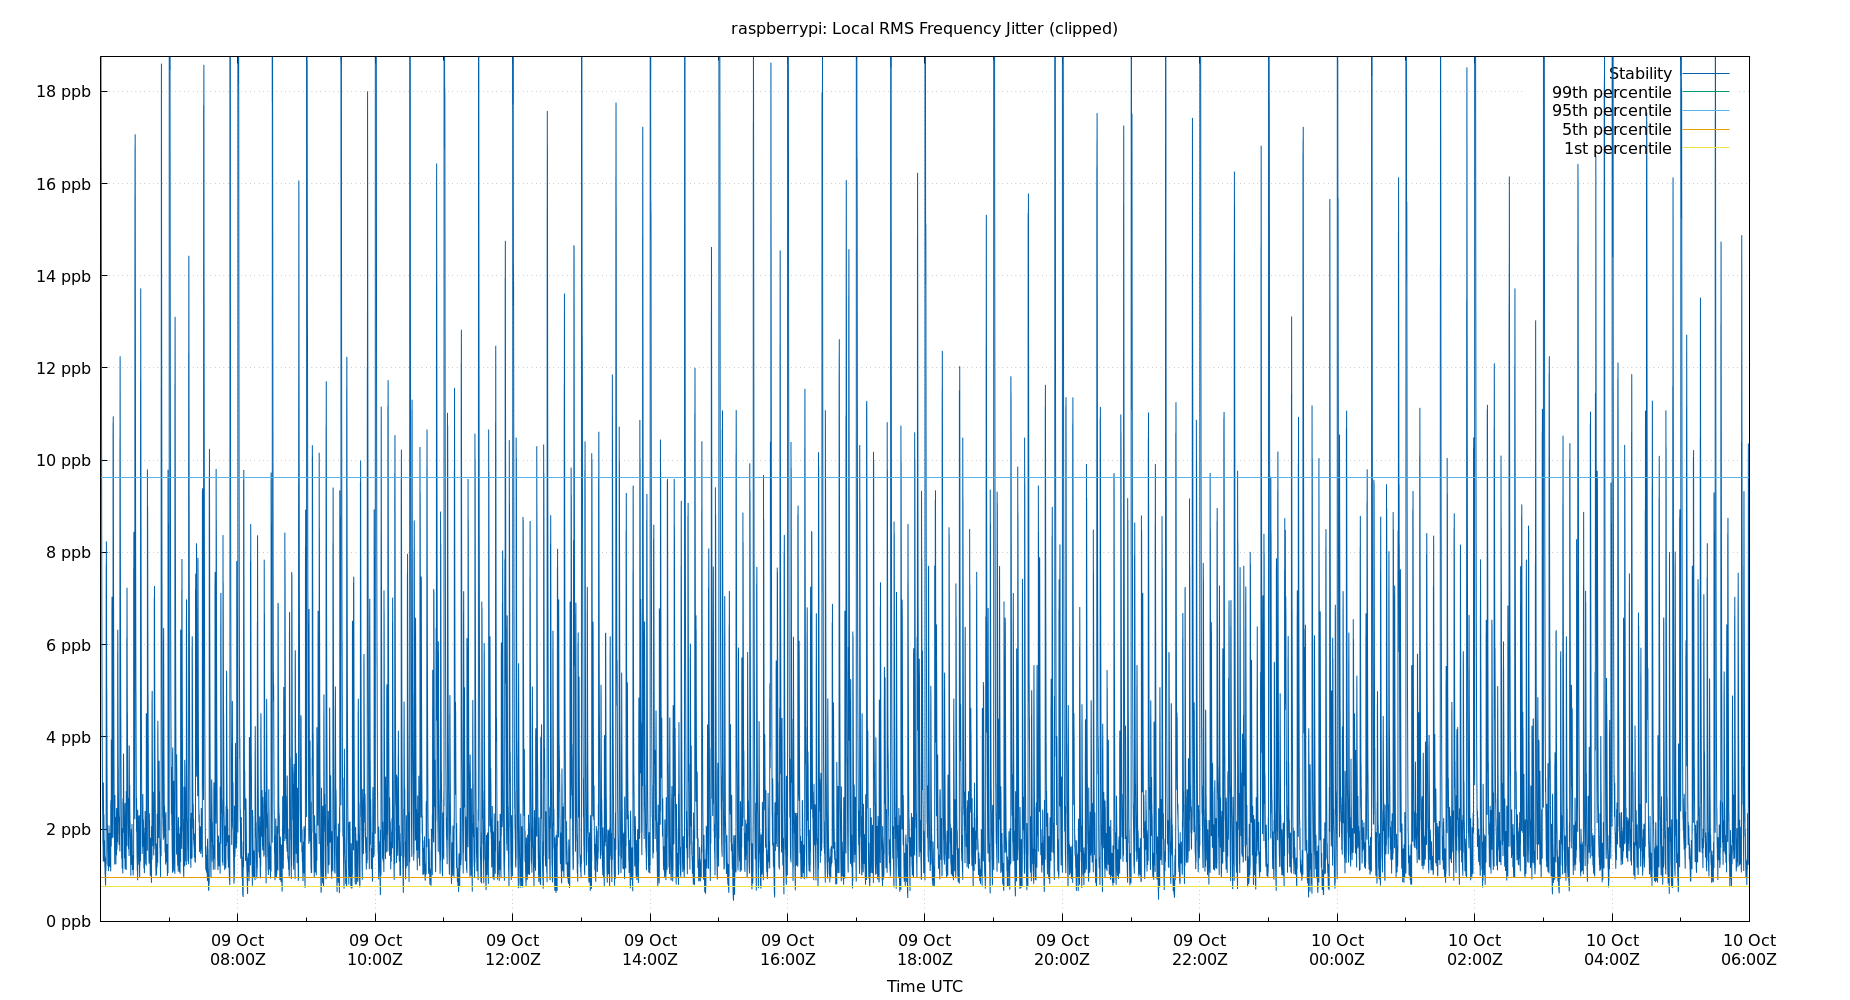 raspberrypi: Local RMS Frequency Jitter (clipped)
Stability
99th percentile
95th percentile
5th percentile
1st percentile
18 ppb
16 ppb
14 ppb
12 ppb
10 ppb
8 ppb
6 ppb
4 ppb
2 ppb
0 ppb
09 Oct 09 Oct 09 Oct 09 Oct 09 Oct 09 Oct 09 Oct 09 Oct 10 Oct 10 Oct 10 Oct 10 Oct
08:00Z 10:00Z 12:00Z 14:00Z 16:00Z 18:00Z 20:00Z 22:00Z 00:00Z 02:00Z 04:00Z 06:00Z
Time UTC